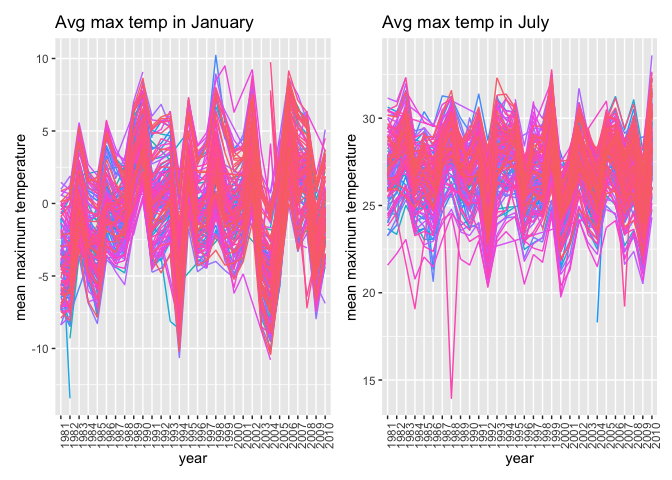 Avg max temp in January
mean maximum temperature
10
5
0
-5
-10
1981 1982 1983 1984 1985 1986 1987 1988 1989 1990 1991 1992 1993 1994 1995 1996 1997 1998 1999 2000 2001 2002 2003 2004 2005 2006 2007 2008 2009 2010
year
Avg max temp in July
mean maximum temperature
30
25
20
15
1981 1982 1983 1984 1985 1986 1987 1988 1989 1990 1991 1992 1993 1994 1995 1996 1997 1998 1999 2000 2001 2002 2003 2004 2005 2006 2007 2008 2009 2010
year